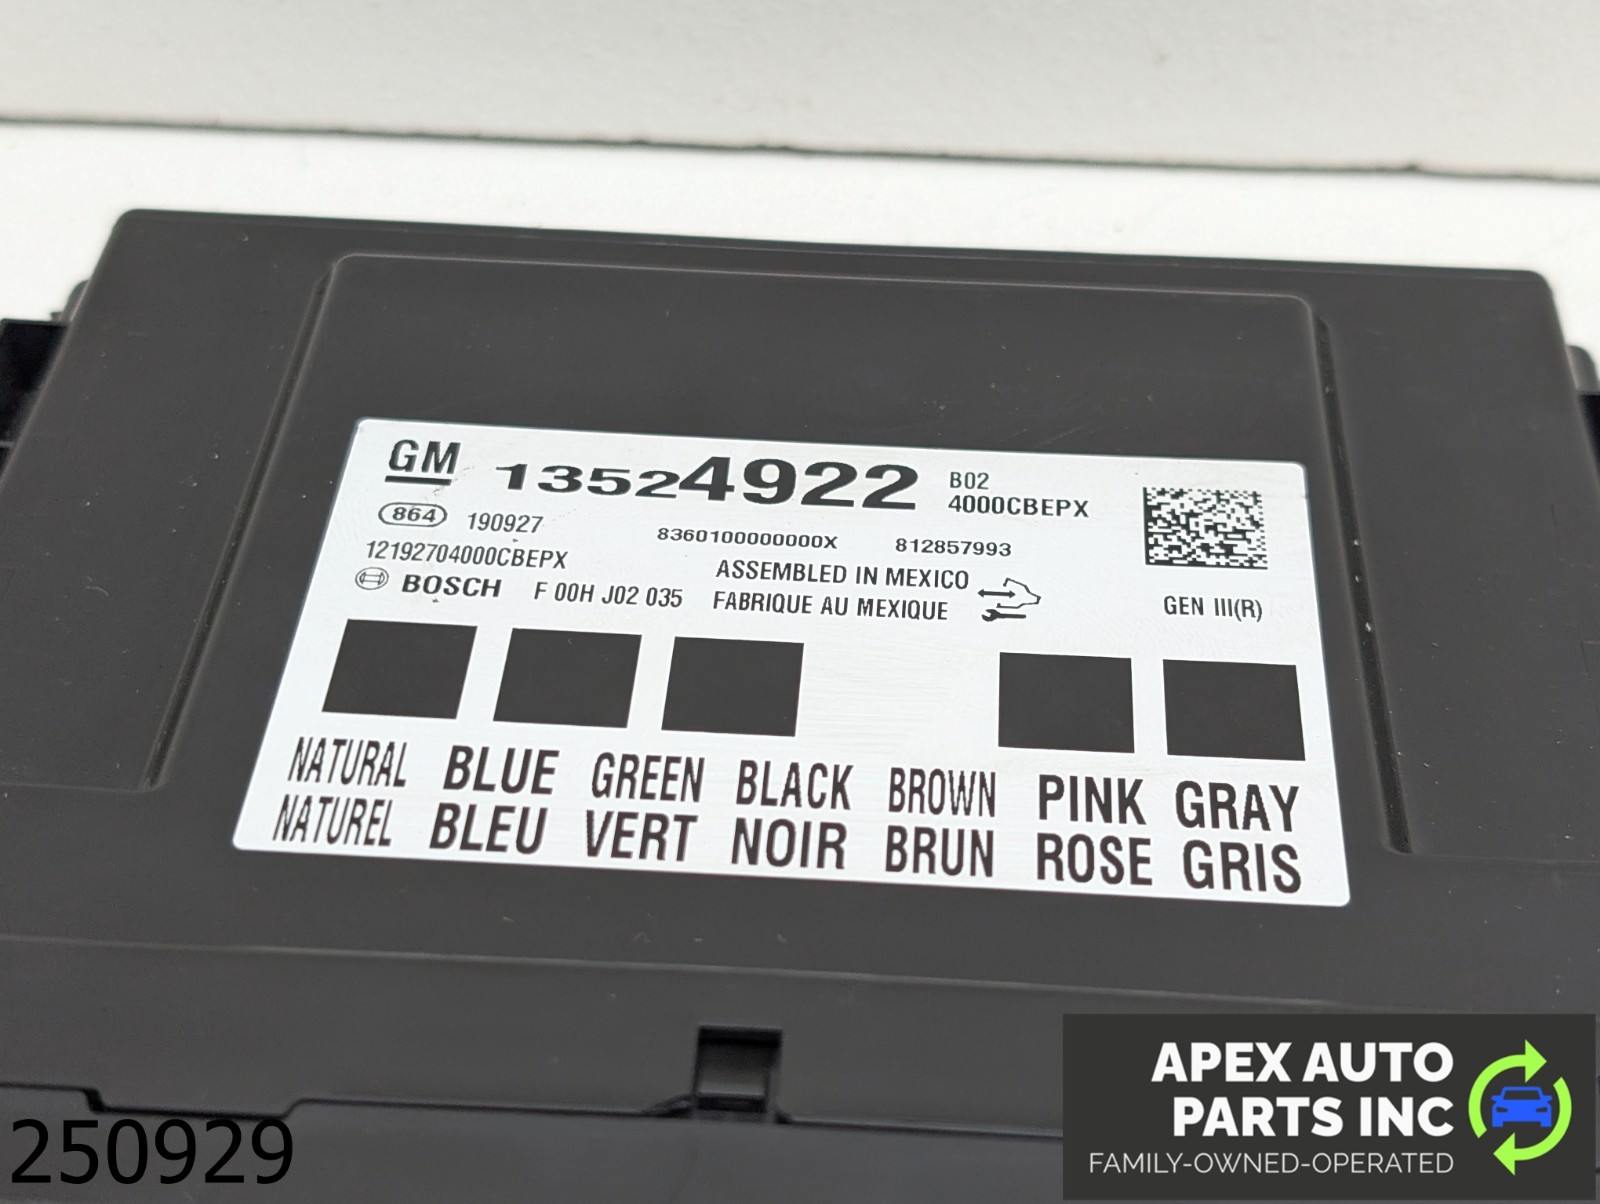 GM 13524922 B02
4000CBEPX
864 190927 8360100000000X 812857993
12192704000CBEPX ASSEMBLED IN MEXICO
BOSCH F 00H J02 035 FABRIQUE AU MEXIQUE GEN III(R)
NATURAL BLUE GREEN BLACK BROWN PINK GRAY
NATUREL BLEU VERT NOIR BRUN ROSE GRIS
250929
APEX AUTO
PARTS INC
FAMILY-OWNED-OPERATED